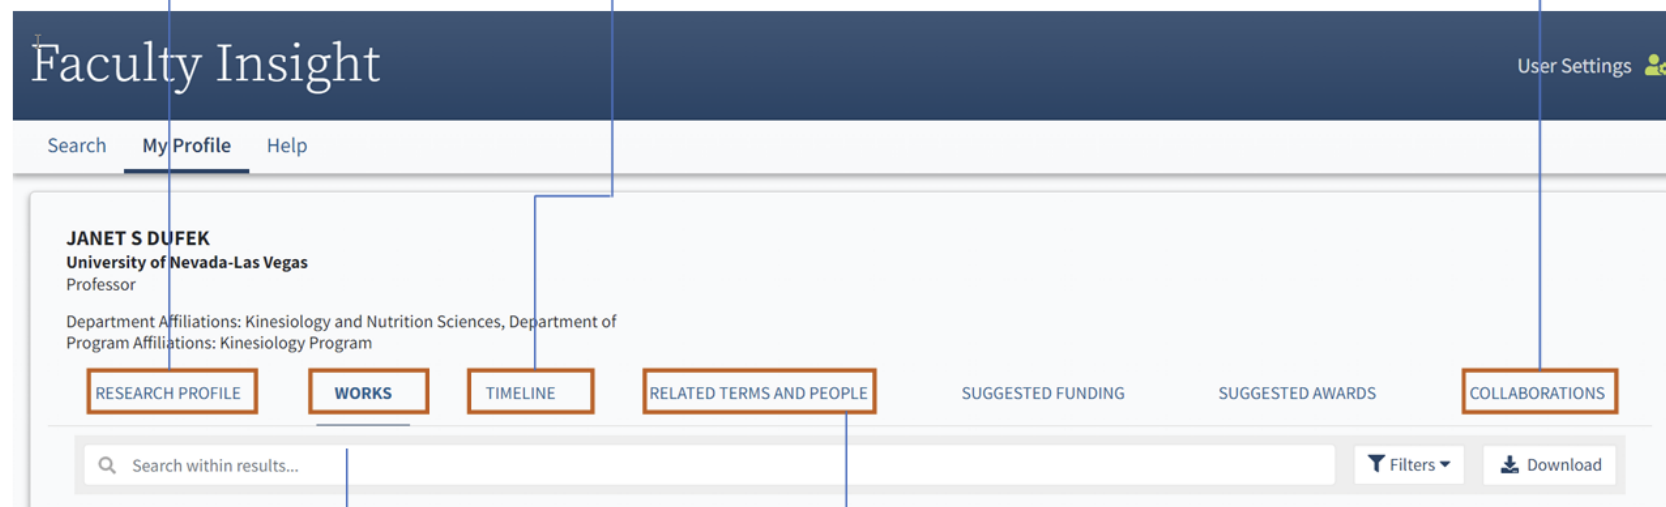 Faculty Insight
User Settings
Search My Profile Help
JANET S DUFEK
University of Nevada-Las Vegas
Professor
Department Affiliations: Kinesiology and Nutrition Sciences, Department of
Program Affiliations: Kinesiology Program
RESEARCH PROFILE WORKS TIMELINE RELATED TERMS AND PEOPLE SUGGESTED FUNDING SUGGESTED AWARDS COLLABORATIONS
Search within results... Filters Download